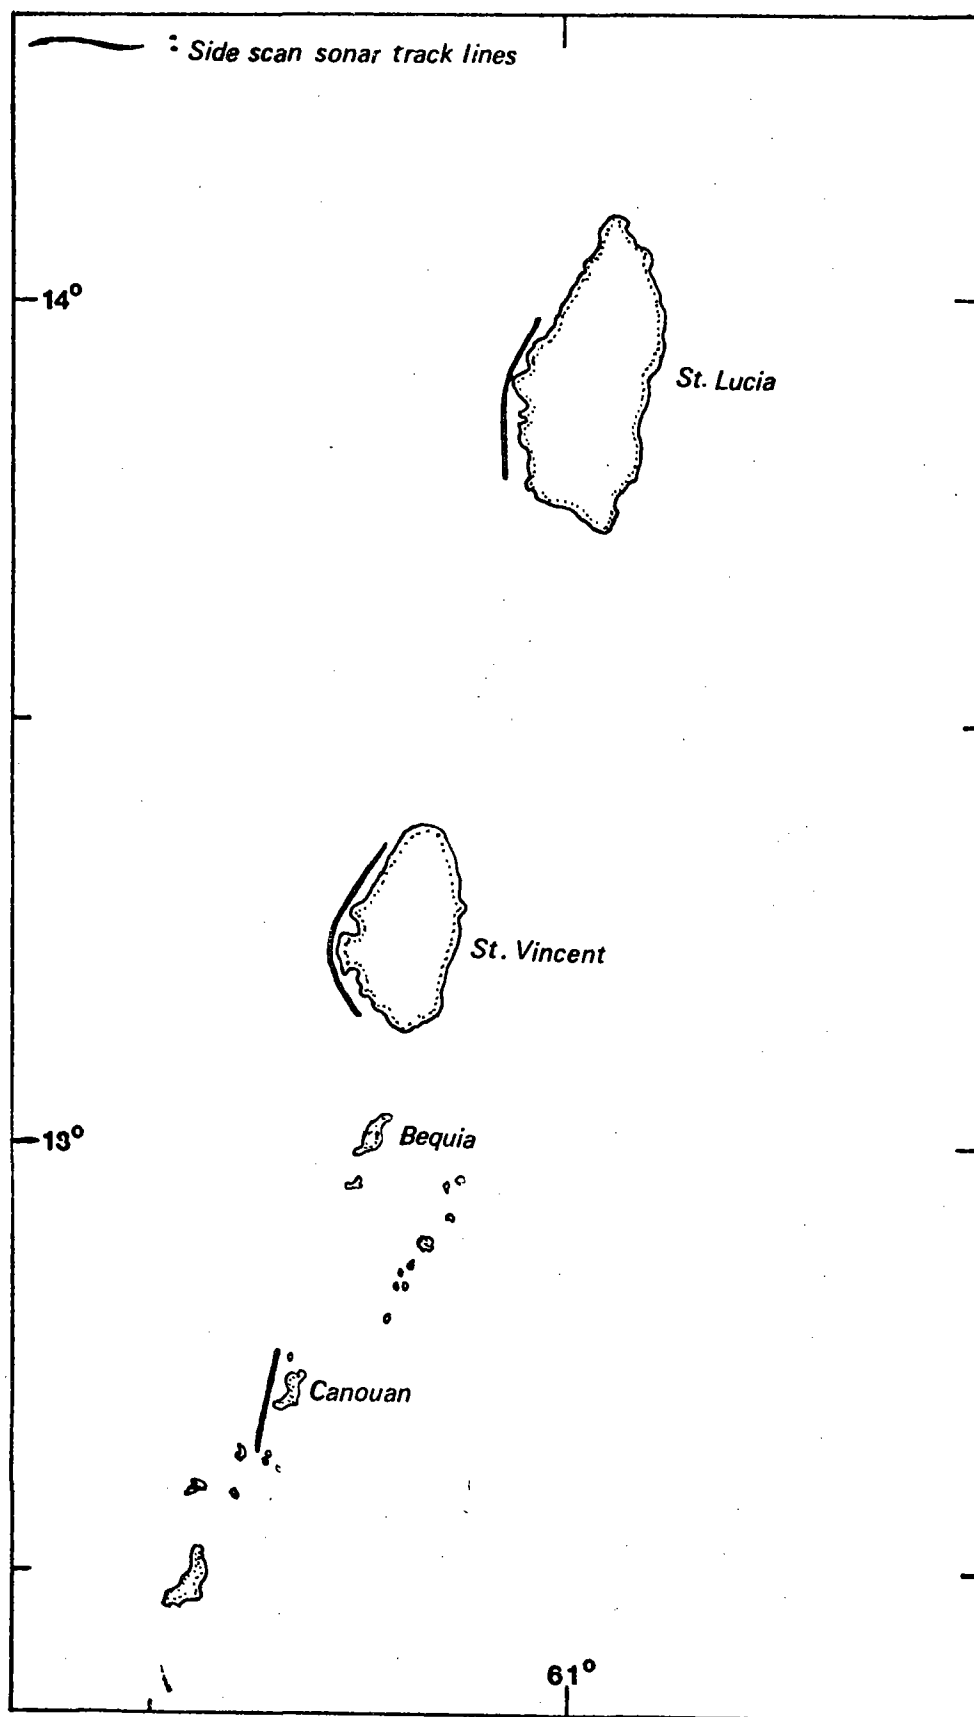 : Side scan sonar track lines
14°
St. Lucia
St. Vincent
13°
Bequia
Canouan
61°